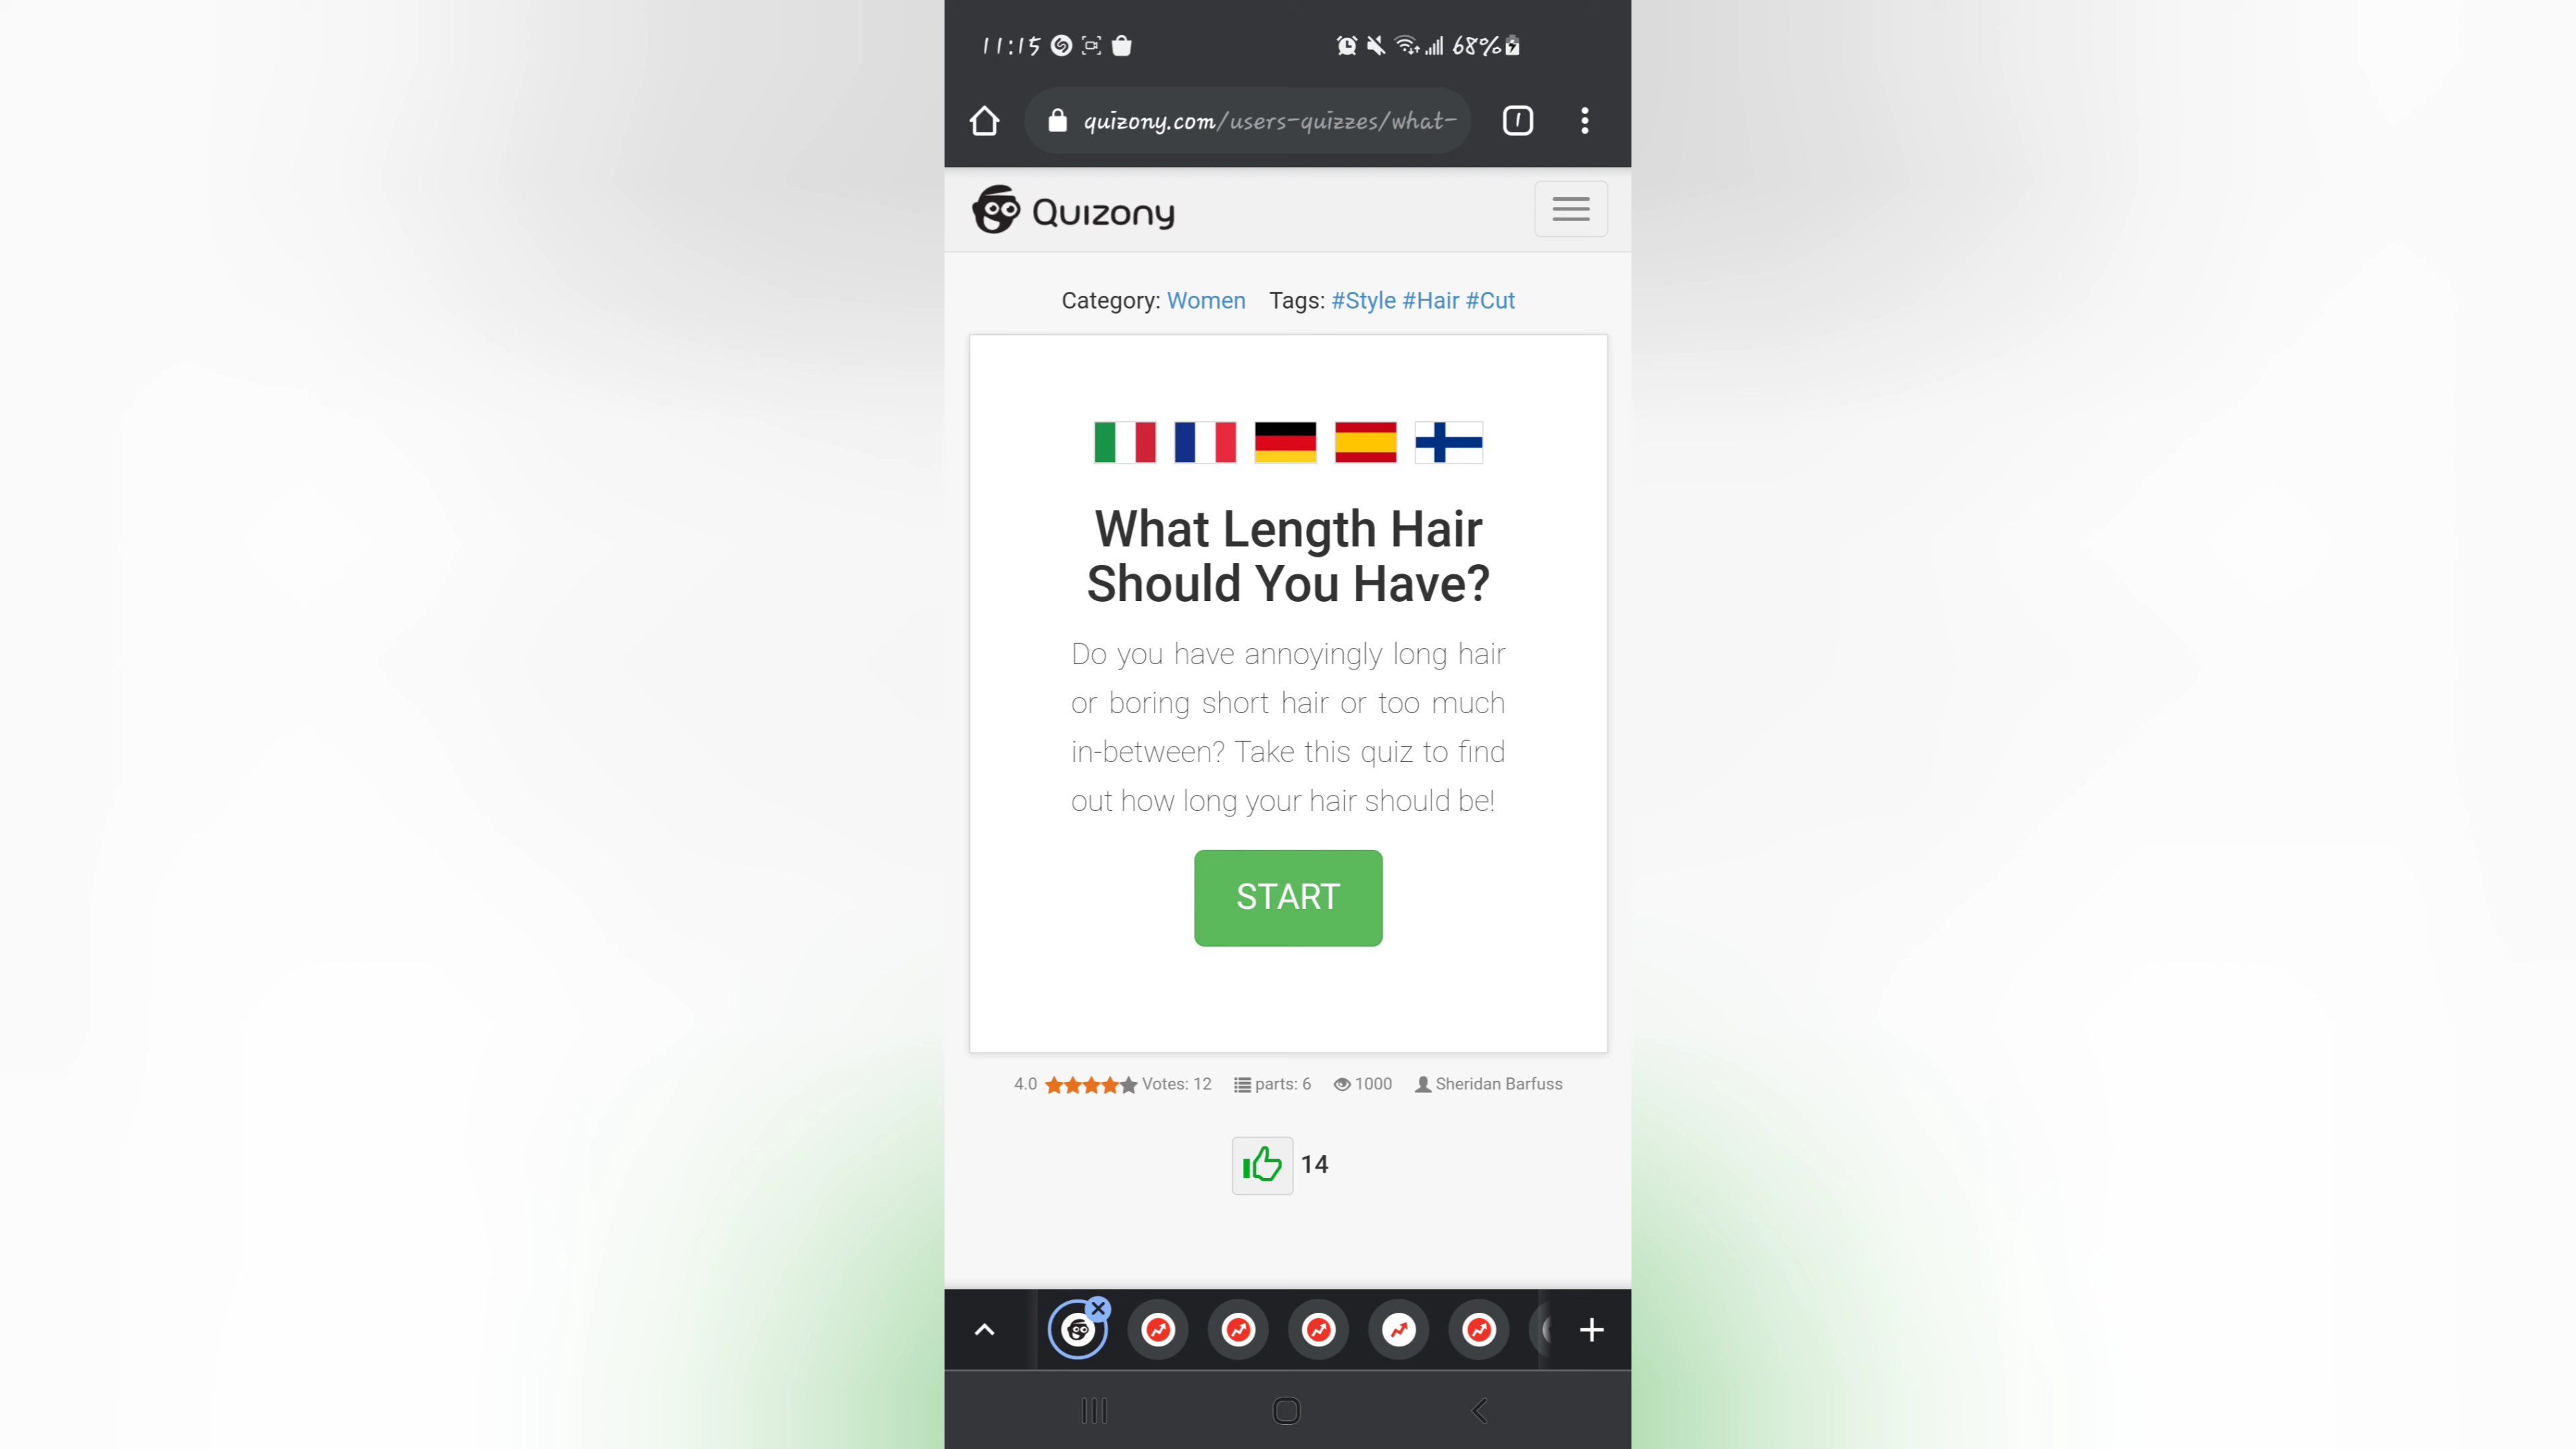 11:15 68%
quizony.com/users-quizzes/what-
Quizony
Category: Women Tags: #Style #Hair #Cut
What Length Hair
Should You Have?
Do you have annoyingly long hair
or boring short hair or too much
in-between? Take this quiz to find
out how long your hair should be!
START
4.0 Votes: 12 parts: 6 1000 Sheridan Barfuss
14